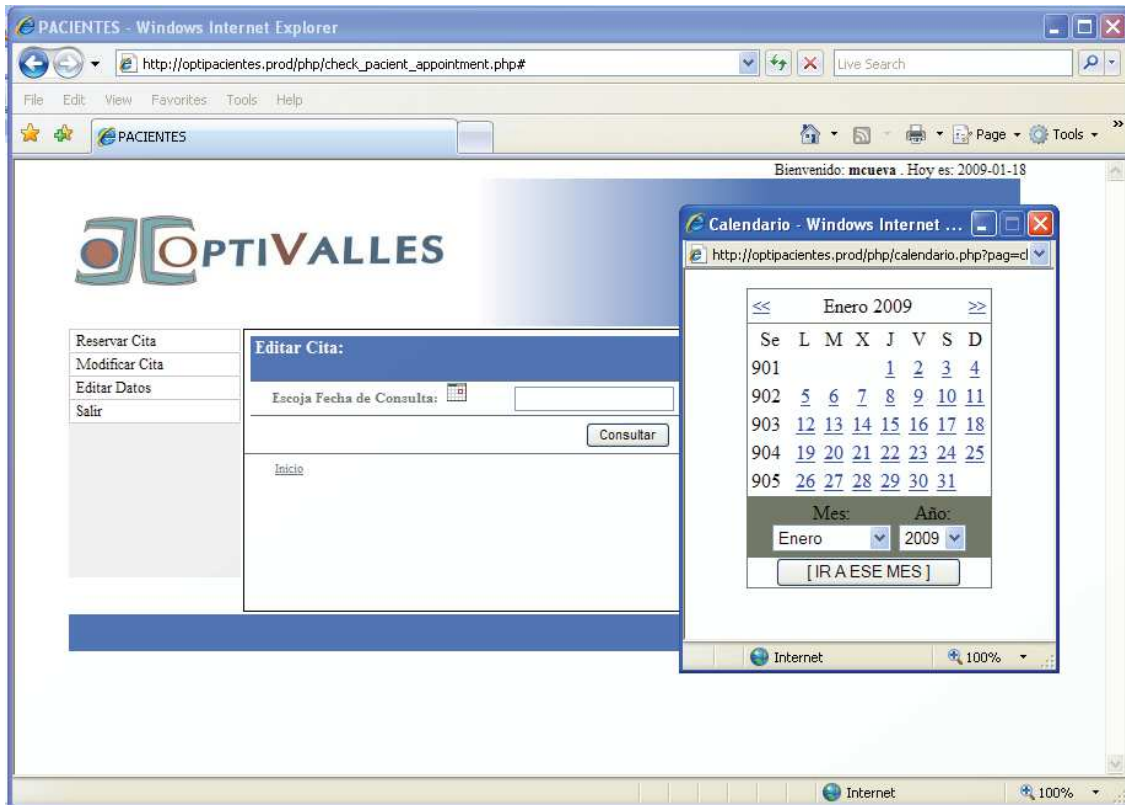 PACIENTES - Windows Internet Explorer
http://optipacientes.prod/php/check_pacient_appointment.php#
Live Search
File Edit View Favorites Tools Help
PACIENTES
Page Tools »
Bienvenido: mcueva . Hoy es: 2009-01-18
OPTIVALLES
Reservar Cita
Modificar Cita
Editar Datos
Salir
Editar Cita:
Escoja Fecha de Consulta:
Consultar
Inicio
Calendario - Windows Internet ...
http://optipacientes.prod/php/calendario.php?pag=cl
<< Enero 2009 >>
Se L M X J V S D
901 1 2 3 4
902 5 6 7 8 9 10 11
903 12 13 14 15 16 17 18
904 19 20 21 22 23 24 25
905 26 27 28 29 30 31
Mes: Año:
Enero 2009
[ IR A ESE MES ]
Internet 100%
Internet 100%